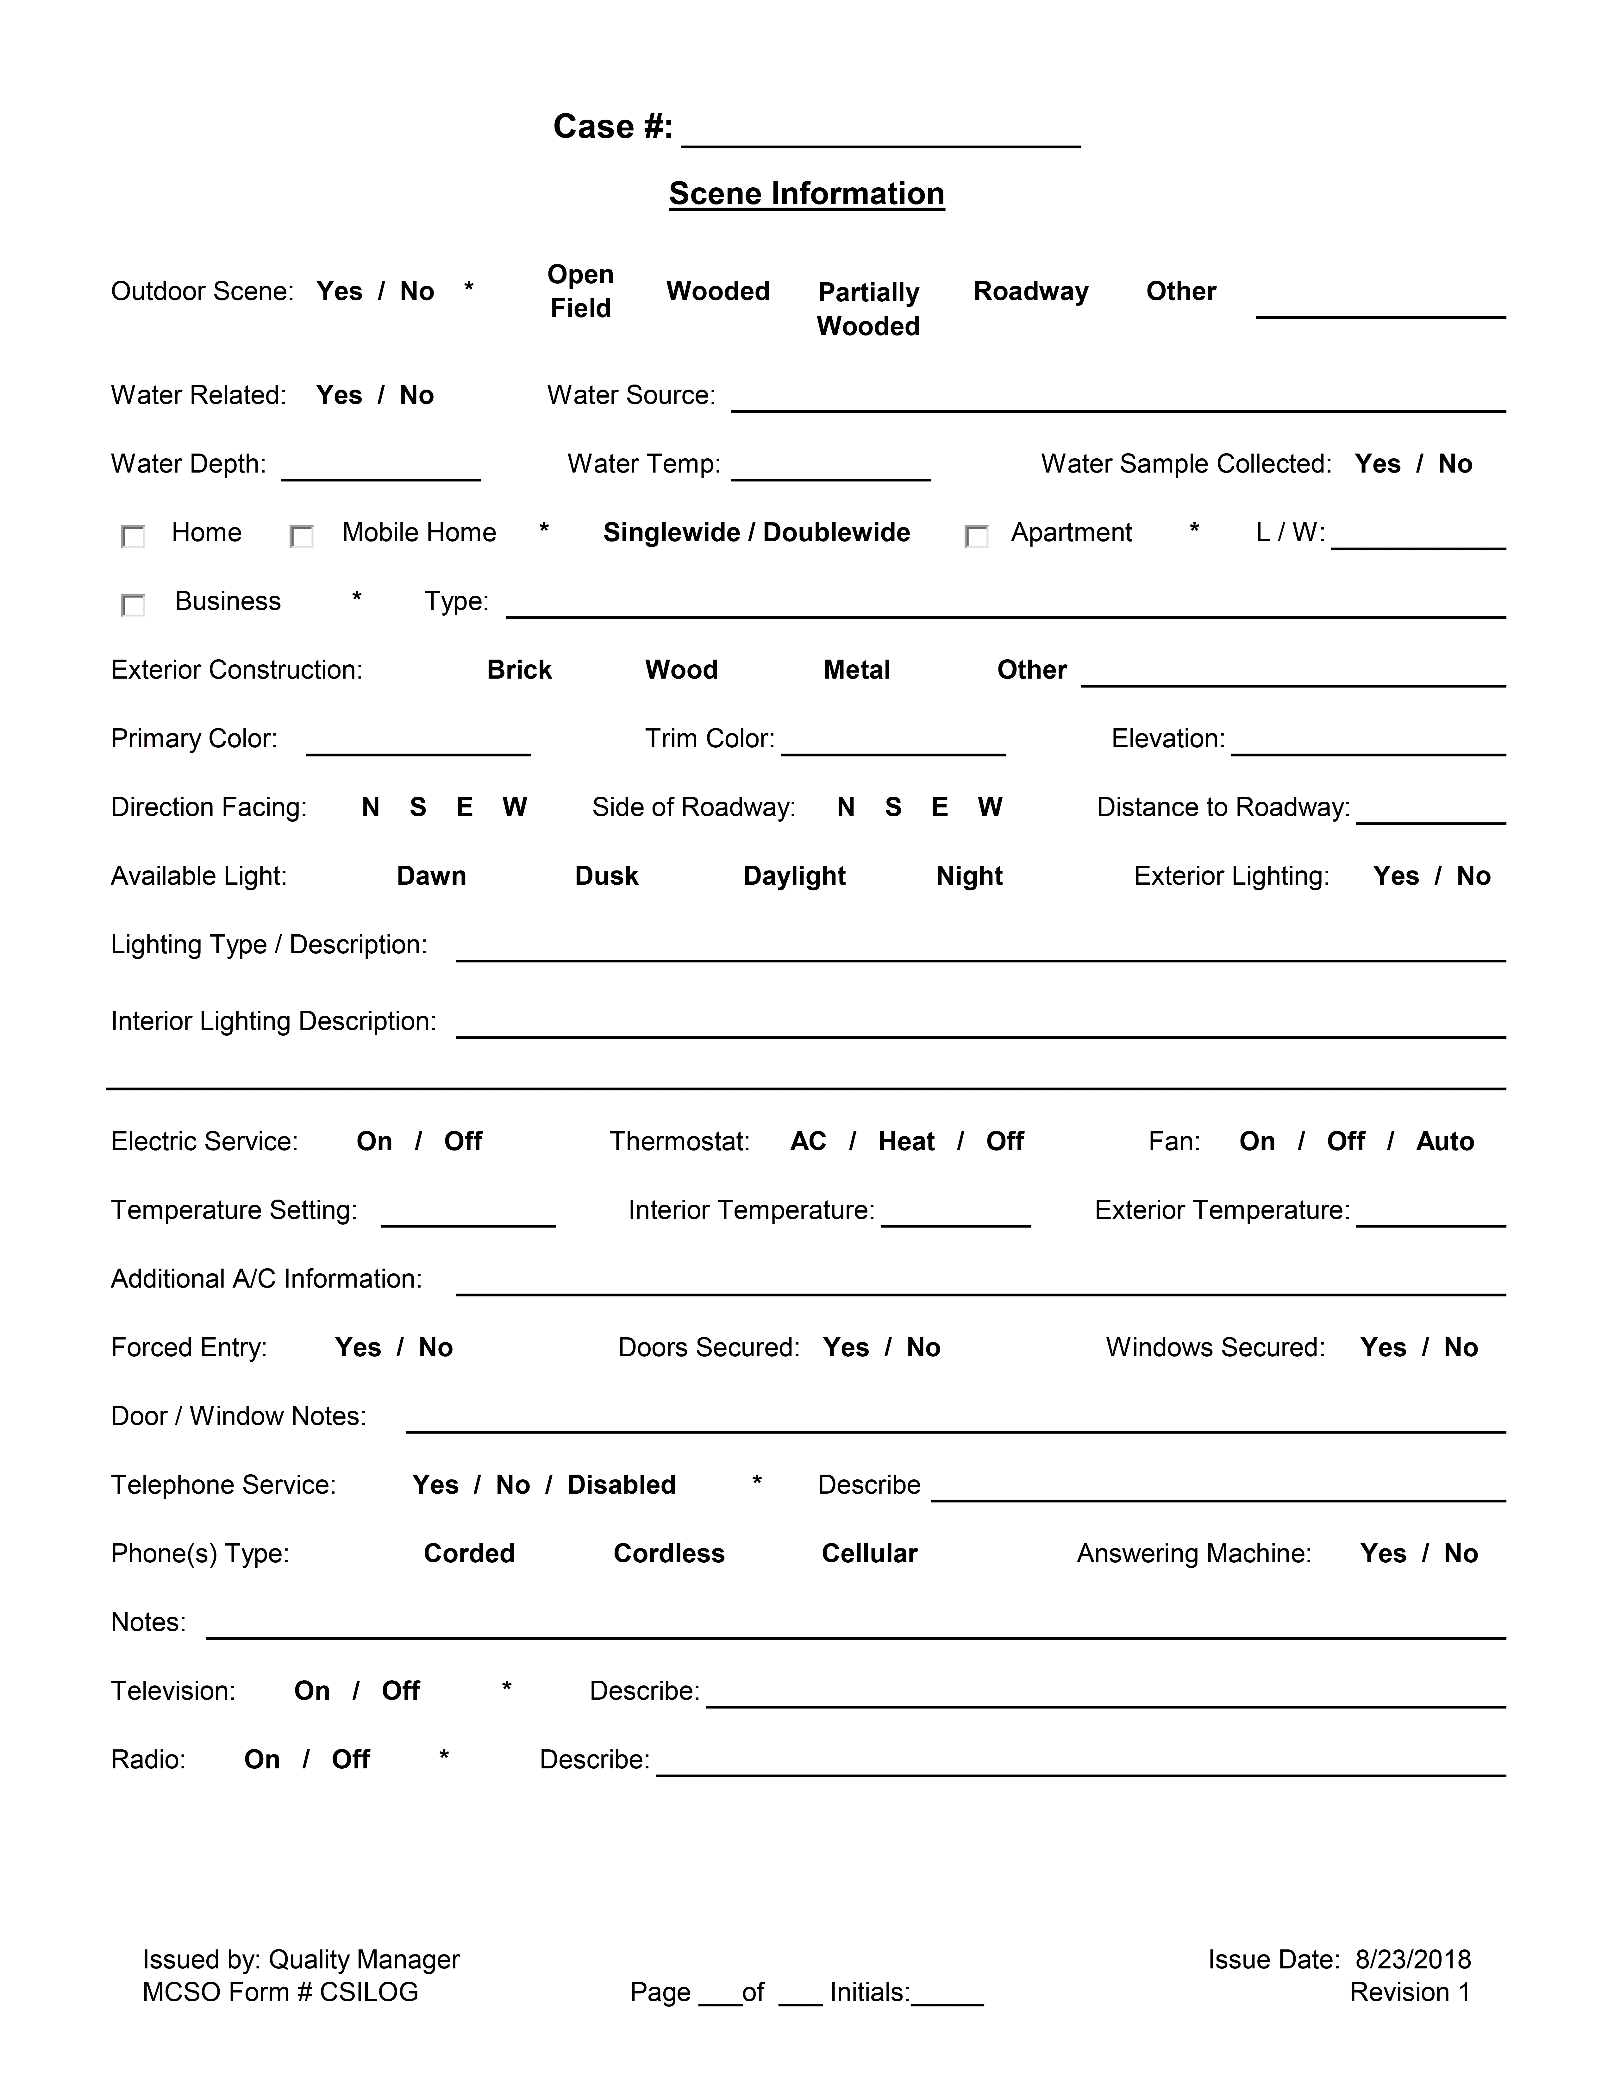 Case #:
Scene Information
Outdoor Scene: Yes / No * Open Field Wooded Partially Wooded Roadway Other
Water Related: Yes / No Water Source:
Water Depth: Water Temp: Water Sample Collected: Yes / No
Home Mobile Home * Singlewide / Doublewide Apartment * L / W:
Business * Type:
Exterior Construction: Brick Wood Metal Other
Primary Color: Trim Color: Elevation:
Direction Facing: N S E W Side of Roadway: N S E W Distance to Roadway:
Available Light: Dawn Dusk Daylight Night Exterior Lighting: Yes / No
Lighting Type / Description:
Interior Lighting Description:
Electric Service: On / Off Thermostat: AC / Heat / Off Fan: On / Off / Auto
Temperature Setting: Interior Temperature: Exterior Temperature:
Additional A/C Information:
Forced Entry: Yes / No Doors Secured: Yes / No Windows Secured: Yes / No
Door / Window Notes:
Telephone Service: Yes / No / Disabled * Describe
Phone(s) Type: Corded Cordless Cellular Answering Machine: Yes / No
Notes:
Television: On / Off * Describe:
Radio: On / Off * Describe:
Issued by: Quality Manager Issue Date: 8/23/2018
MCSO Form # CSILOG Page ___of ___ Initials:_____ Revision 1